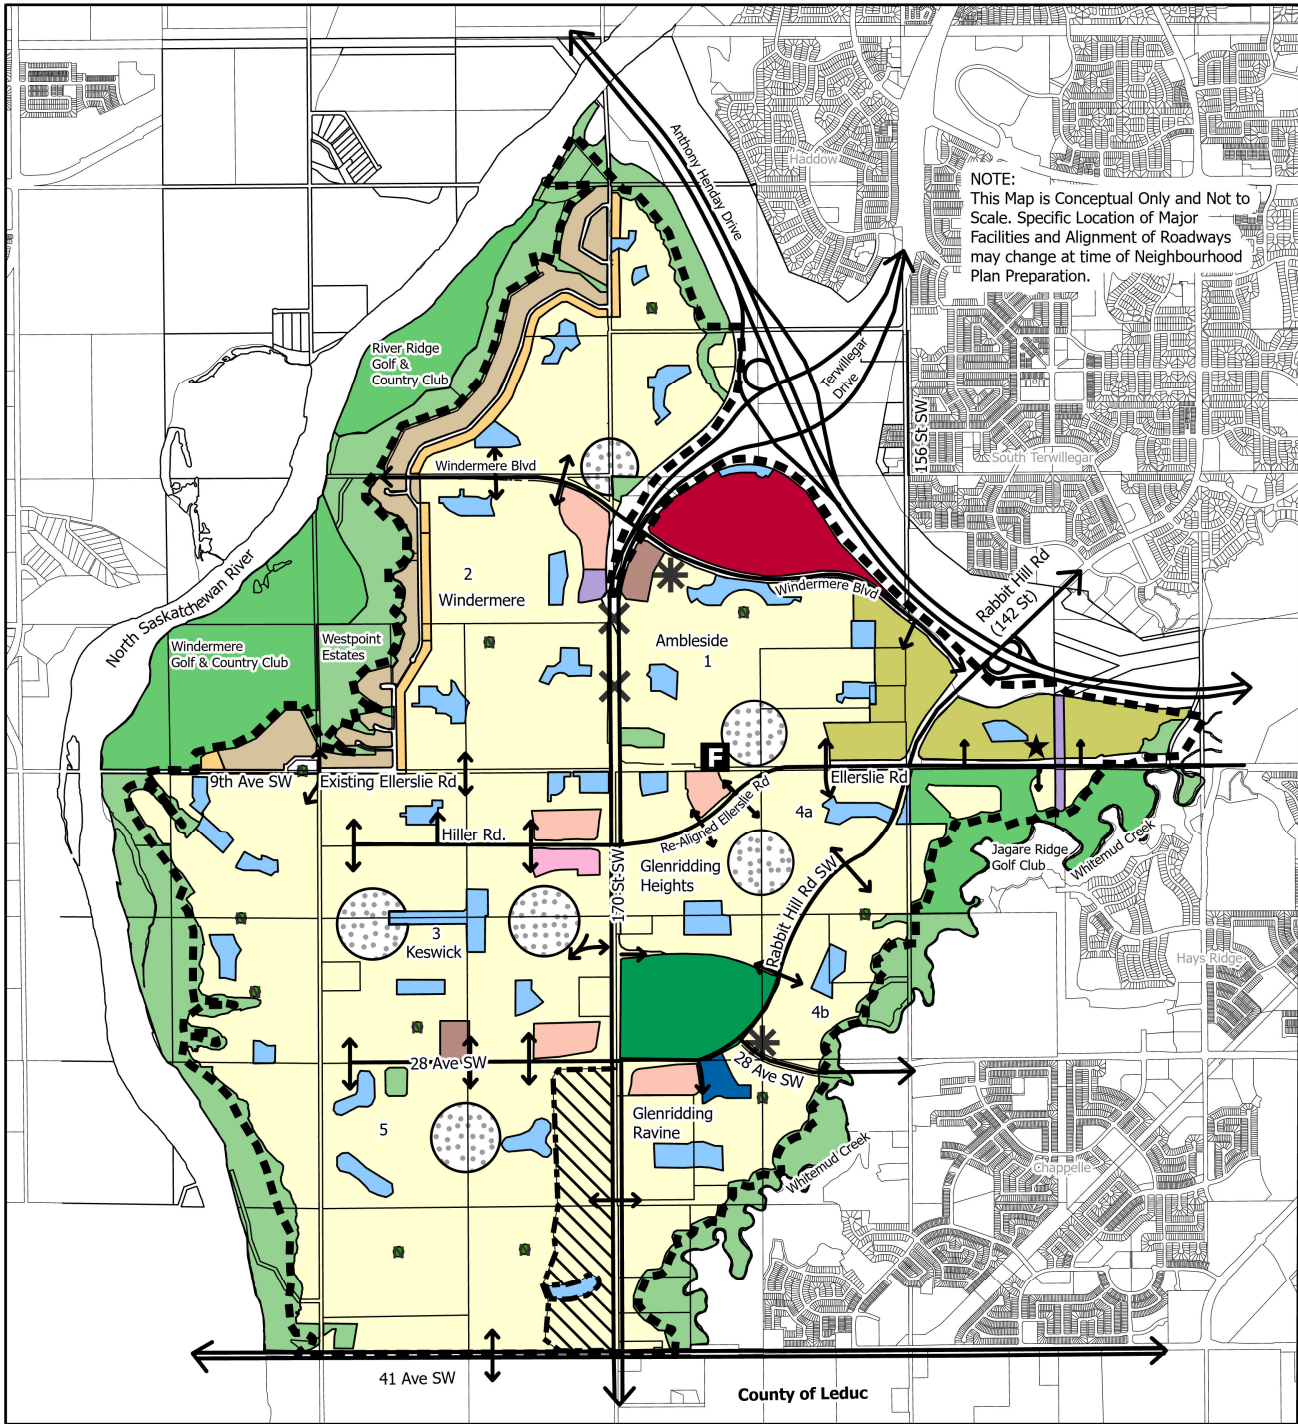 Anthony Henday Drive
Haddow
NOTE:
This Map is Conceptual Only and Not to
Scale. Specific Location of Major
Facilities and Alignment of Roadways
may change at time of Neighbourhood
Plan Preparation.
River Ridge
Golf &
Country Club
Terwillegar
Drive
156 St SW
South Terwillegar
Windermere Blvd
North Saskatchewan River
2
Windermere
Windermere Blvd
Rabbit Hill Rd
(142 St)
Windermere
Golf & Country Club
Westpoint
Estates
Ambleside
1
F
9th Ave SW
Existing Ellerslie Rd
Ellerslie Rd
Hiller Rd.
Re-Aligned Ellerslie Rd
4a
Glenridding
Heights
170 St SW
Jagare Ridge
Golf Club
Whitemud Creek
3
Keswick
Rabbit Hill Rd SW
Hays Ridge
4b
28 Ave SW
28 Ave SW
5
Glenridding
Ravine
Whitemud Creek
Chappelle
41 Ave SW
County of Leduc